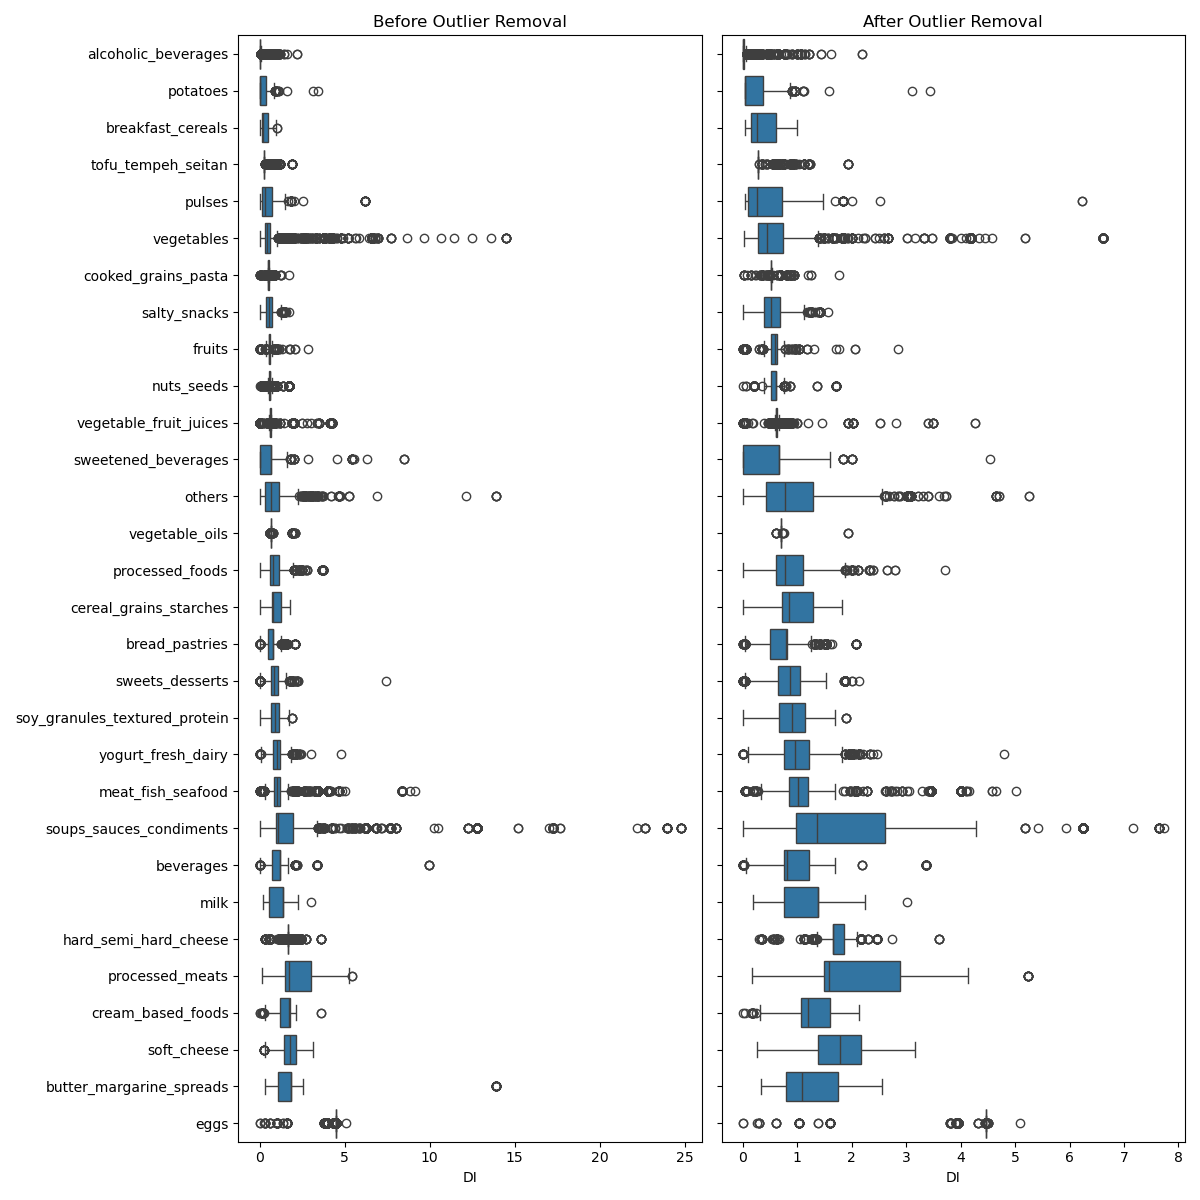 Before Outlier Removal
After Outlier Removal
alcoholic_beverages
potatoes
breakfast_cereals
tofu_tempeh_seitan
pulses
vegetables
cooked_grains_pasta
salty_snacks
fruits
nuts_seeds
vegetable_fruit_juices
sweetened_beverages
others
vegetable_oils
processed_foods
cereal_grains_starches
bread_pastries
sweets_desserts
soy_granules_textured_protein
yogurt_fresh_dairy
meat_fish_seafood
soups_sauces_condiments
beverages
milk
hard_semi_hard_cheese
processed_meats
cream_based_foods
soft_cheese
butter_margarine_spreads
eggs
0 5 10 15 20 25
DI
0 1 2 3 4 5 6 7 8
DI